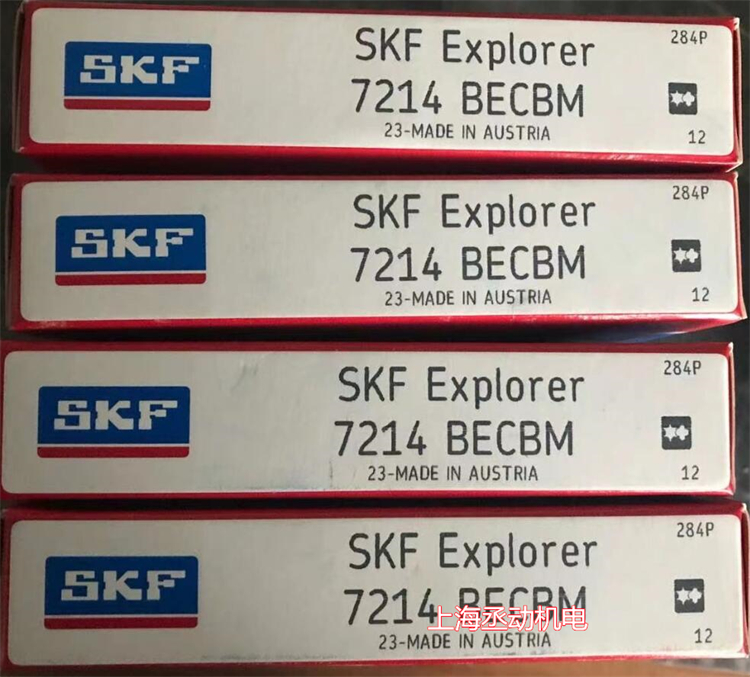 SKF
SKF Explorer
284P
7214 BECBM
23-MADE IN AUSTRIA
12
SKF
SKF Explorer
284P
7214 BECBM
23-MADE IN AUSTRIA
12
SKF
SKF Explorer
284P
7214 BECBM
23-MADE IN AUSTRIA
12
SKF
SKF Explorer
284P
7214 BECBM
上海丞动机电
23-MADE IN AUSTRIA
12